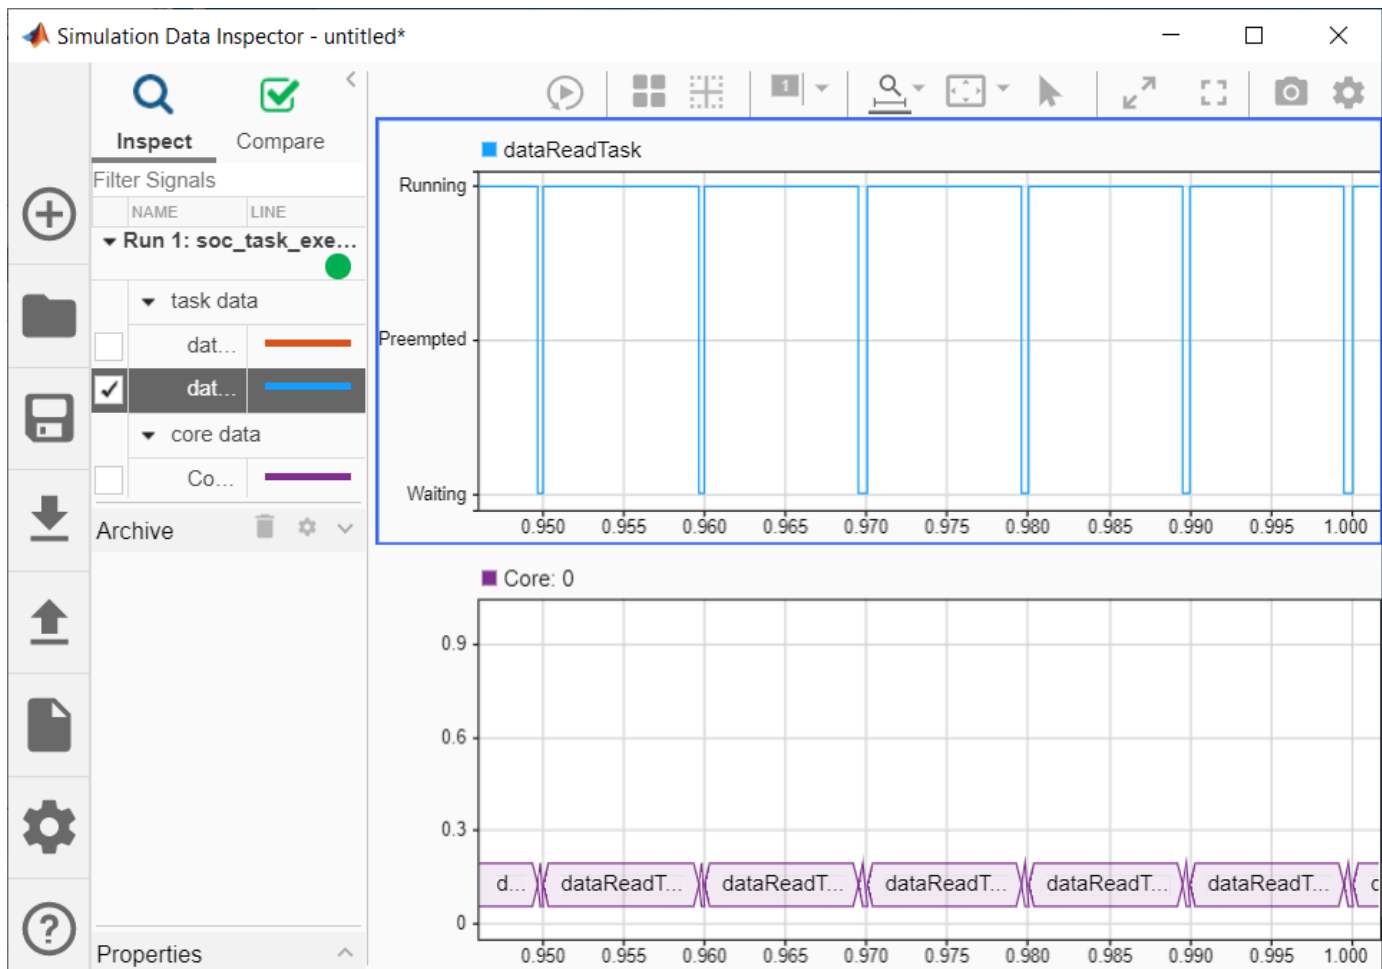 Simulation Data Inspector - untitled*
Inspect
Compare
1
Filter Signals
NAME
LINE
Run 1: soc_task_exe...
task data
dat...
dat...
core data
Co...
Archive
Properties
dataReadTask
Running
Preempted
Waiting
0.950 0.955 0.960 0.965 0.970 0.975 0.980 0.985 0.990 0.995 1.000
Core: 0
0.9
0.6
0.3
d... dataReadT... dataReadT... dataReadT... dataReadT... dataReadT...
0
0.950 0.955 0.960 0.965 0.970 0.975 0.980 0.985 0.990 0.995 1.000